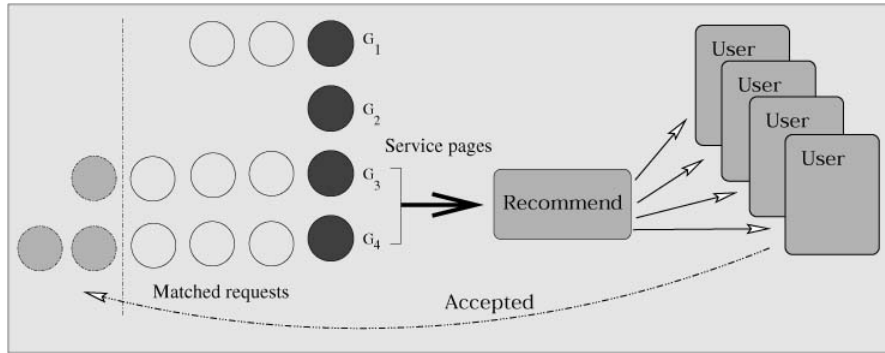 G1
User
User
G2
User
Service pages
User
G3
Recommend
G4
Matched requests
Accepted